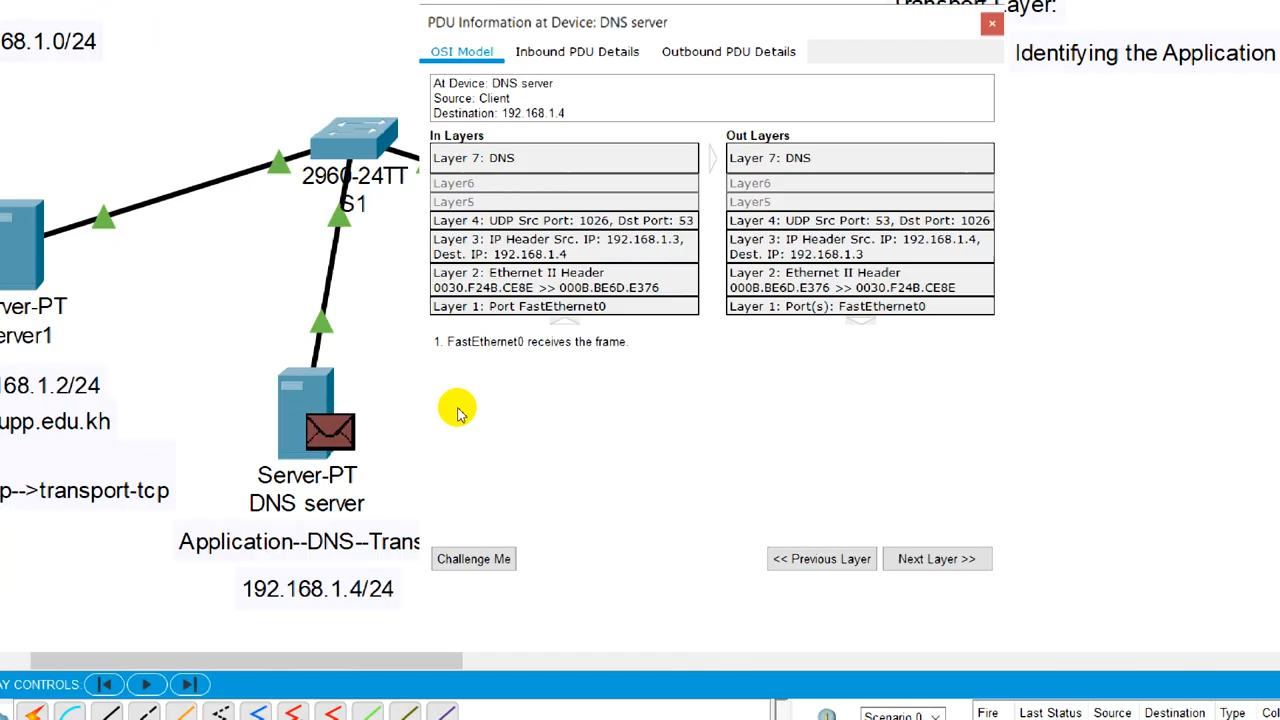 68.1.0/24
2960-24TT
S1
rver-PT
erver1
68.1.2/24
upp.edu.kh
p-->transport-tcp
Server-PT
DNS server
Application--DNS--Trans
192.168.1.4/24
Transport Layer:
Identifying the Application
PDU Information at Device: DNS server
OSI Model Inbound PDU Details Outbound PDU Details
At Device: DNS server
Source: Client
Destination: 192.168.1.4
In Layers
Layer 7: DNS
Layer6
Layer5
Layer 4: UDP Src Port: 1026, Dst Port: 53
Layer 3: IP Header Src. IP: 192.168.1.3,
Dest. IP: 192.168.1.4
Layer 2: Ethernet II Header
0030.F24B.CE8E >> 000B.BE6D.E376
Layer 1: Port FastEthernet0
Out Layers
Layer 7: DNS
Layer6
Layer5
Layer 4: UDP Src Port: 53, Dst Port: 1026
Layer 3: IP Header Src. IP: 192.168.1.4,
Dest. IP: 192.168.1.3
Layer 2: Ethernet II Header
000B.BE6D.E376 >> 0030.F24B.CE8E
Layer 1: Port(s): FastEthernet0
1. FastEthernet0 receives the frame.
Challenge Me << Previous Layer Next Layer >>
AY CONTROLS:
Scenario 0
Fire Last Status Source Destination Type Col